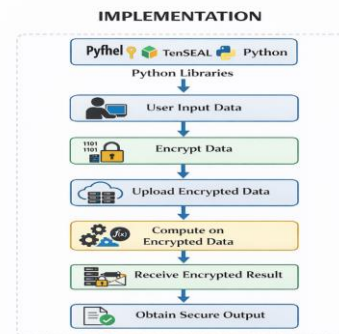 IMPLEMENTATION
Pyfhel TenSEAL Python
Python Libraries
User Input Data
1101
1101
Encrypt Data
Upload Encrypted Data
f(x)
Compute on
Encrypted Data
Receive Encrypted Result
Obtain Secure Output